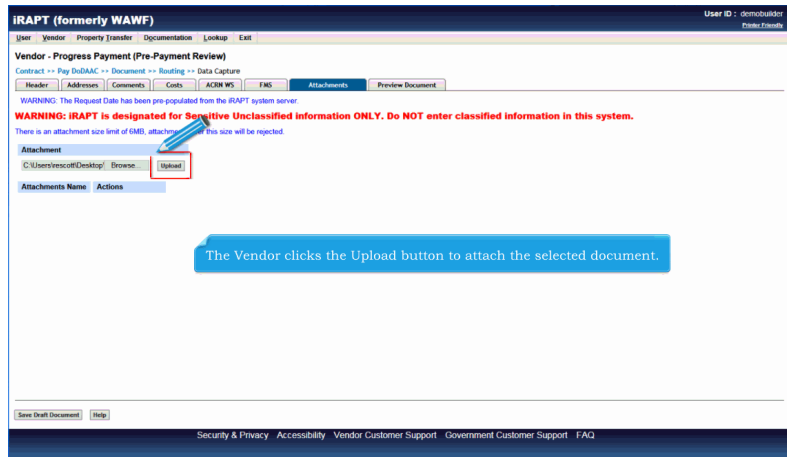 iRAPT (formerly WAWF)
User ID : demobuilder
Printer Friendly
User Vendor Property Transfer Documentation Lookup Exit
Vendor - Progress Payment (Pre-Payment Review)
Contract >> Pay DoDAAC >> Document >> Routing >> Data Capture
Header Addresses Comments Costs ACRN WS FMS Attachments Preview Document
WARNING: The Request Date has been pre-populated from the iRAPT system server.
WARNING: iRAPT is designated for Sensitive Unclassified information ONLY. Do NOT enter classified information in this system.
There is an attachment size limit of 6MB, this size will be rejected.
Attachment
C:\Users\rescott\Desktop\ Browse... Upload
Attachments Name Actions
The Vendor clicks the Upload button to attach the selected document.
Save Draft Document Help
Security & Privacy Accessibility Vendor Customer Support Government Customer Support FAQ